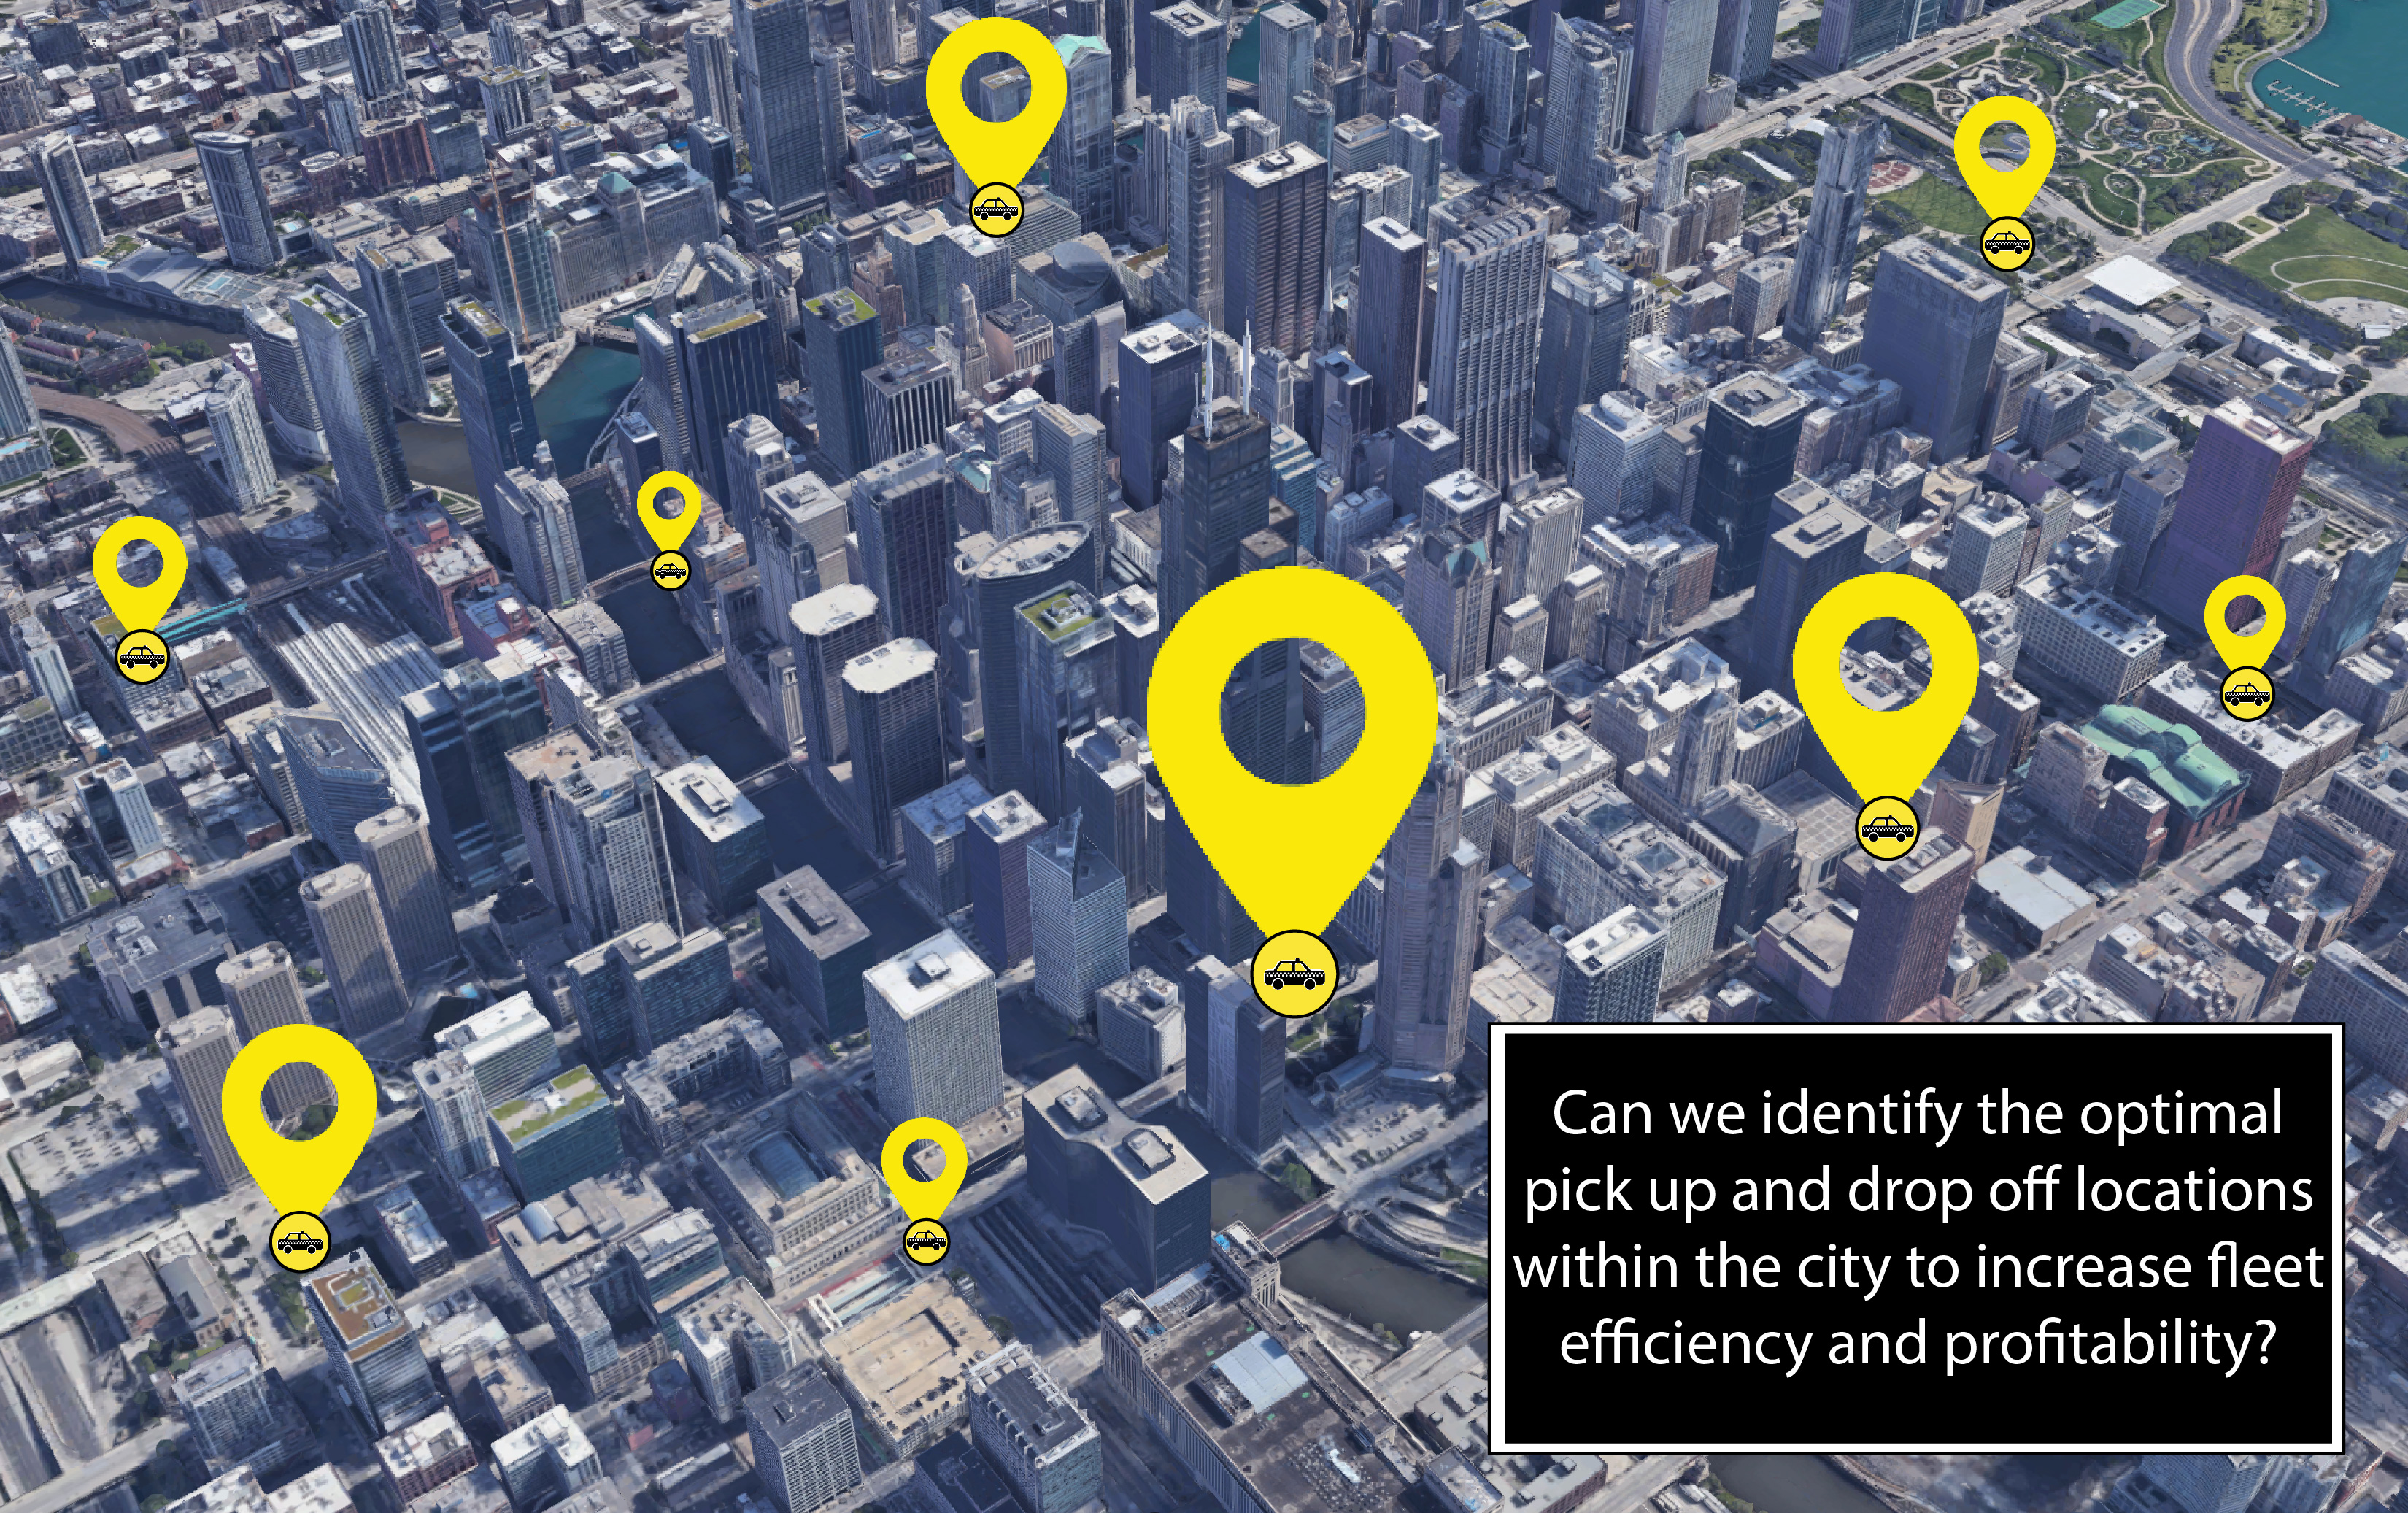 Can we identify the optimal
pick up and drop off locations
within the city to increase fleet
efficiency and profitability?